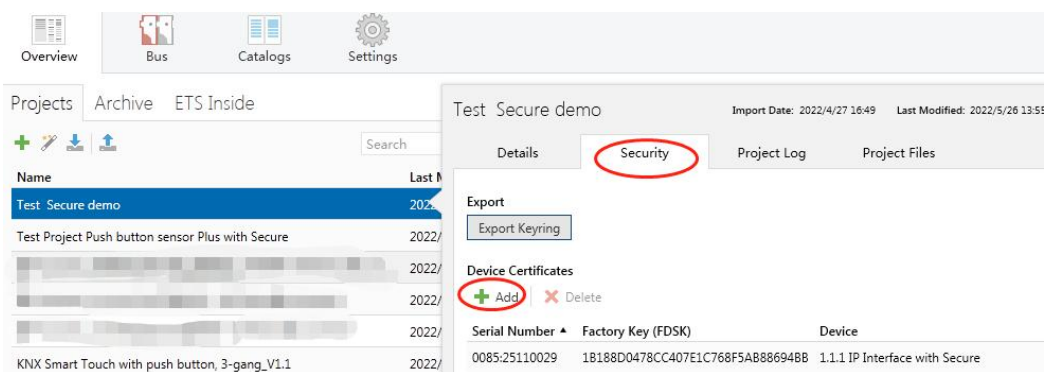 Overview Bus Catalogs Settings
Projects Archive ETS Inside
Search
Name Last M
Test Secure demo 202
Test Project Push button sensor Plus with Secure 2022/
2022/
2022/
2022/
KNX Smart Touch with push button, 3-gang_V1.1 2022/
Test Secure demo Import Date: 2022/4/27 16:49 Last Modified: 2022/5/26 13:55
Details Security Project Log Project Files
Export
Export Keyring
Device Certificates
Add Delete
Serial Number Factory Key (FDSK) Device
0085:25110029 1B188D0478CC407E1C768F5AB88694BB 1.1.1 IP Interface with Secure